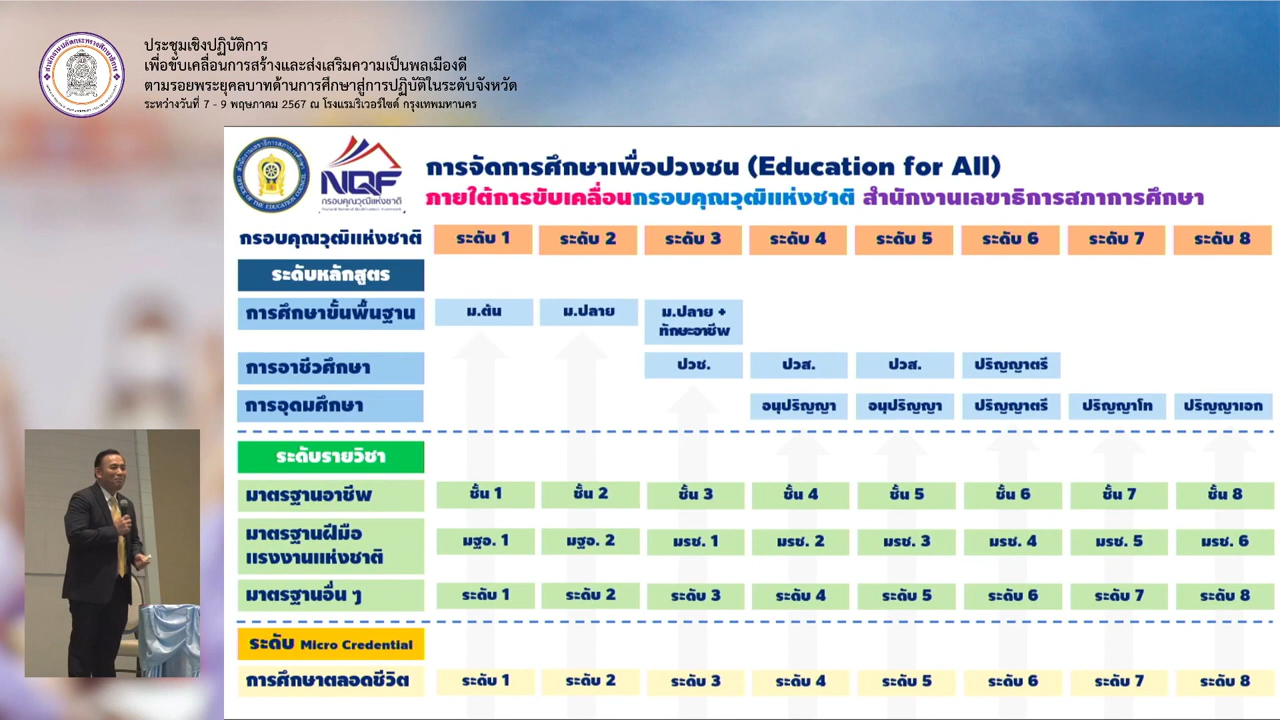 ประชุมเชิงปฏิบัติการ
เพื่อขับเคลื่อนการสร้างและส่งเสริมความเป็นพลเมืองดี
ตามรอยพระยุคลบาทด้านการศึกษาสู่การปฏิบัติในระดับจังหวัด
ระหว่างวันที่ 7 - 9 พฤษภาคม 2567 ณ โรงแรมริเวอร์ไซด์ กรุงเทพมหานคร
NQF
กรอบคุณวุฒิแห่งชาติ
การจัดการศึกษาเพื่อปวงชน (Education for All)
ภายใต้การขับเคลื่อนกรอบคุณวุฒิแห่งชาติ สำนักงานเลขาธิการสภาการศึกษา
กรอบคุณวุฒิแห่งชาติ ระดับ 1 ระดับ 2 ระดับ 3 ระดับ 4 ระดับ 5 ระดับ 6 ระดับ 7 ระดับ 8
ระดับหลักสูตร
การศึกษาขั้นพื้นฐาน ม.ต้น ม.ปลาย ม.ปลาย +
ทักษะอาชีพ
การอาชีวศึกษา ปวช. ปวส. ปวส. ปริญญาตรี
การอุดมศึกษา อนุปริญญา อนุปริญญา ปริญญาตรี ปริญญาโท ปริญญาเอก
ระดับรายวิชา
มาตรฐานอาชีพ ชั้น 1 ชั้น 2 ชั้น 3 ชั้น 4 ชั้น 5 ชั้น 6 ชั้น 7 ชั้น 8
มาตรฐานฝีมือ
แรงงานแห่งชาติ มฐอ. 1 มฐอ. 2 มรช. 1 มรช. 2 มรช. 3 มรช. 4 มรช. 5 มรช. 6
มาตรฐานอื่น ๆ ระดับ 1 ระดับ 2 ระดับ 3 ระดับ 4 ระดับ 5 ระดับ 6 ระดับ 7 ระดับ 8
ระดับ Micro Credential
การศึกษาตลอดชีวิต ระดับ 1 ระดับ 2 ระดับ 3 ระดับ 4 ระดับ 5 ระดับ 6 ระดับ 7 ระดับ 8